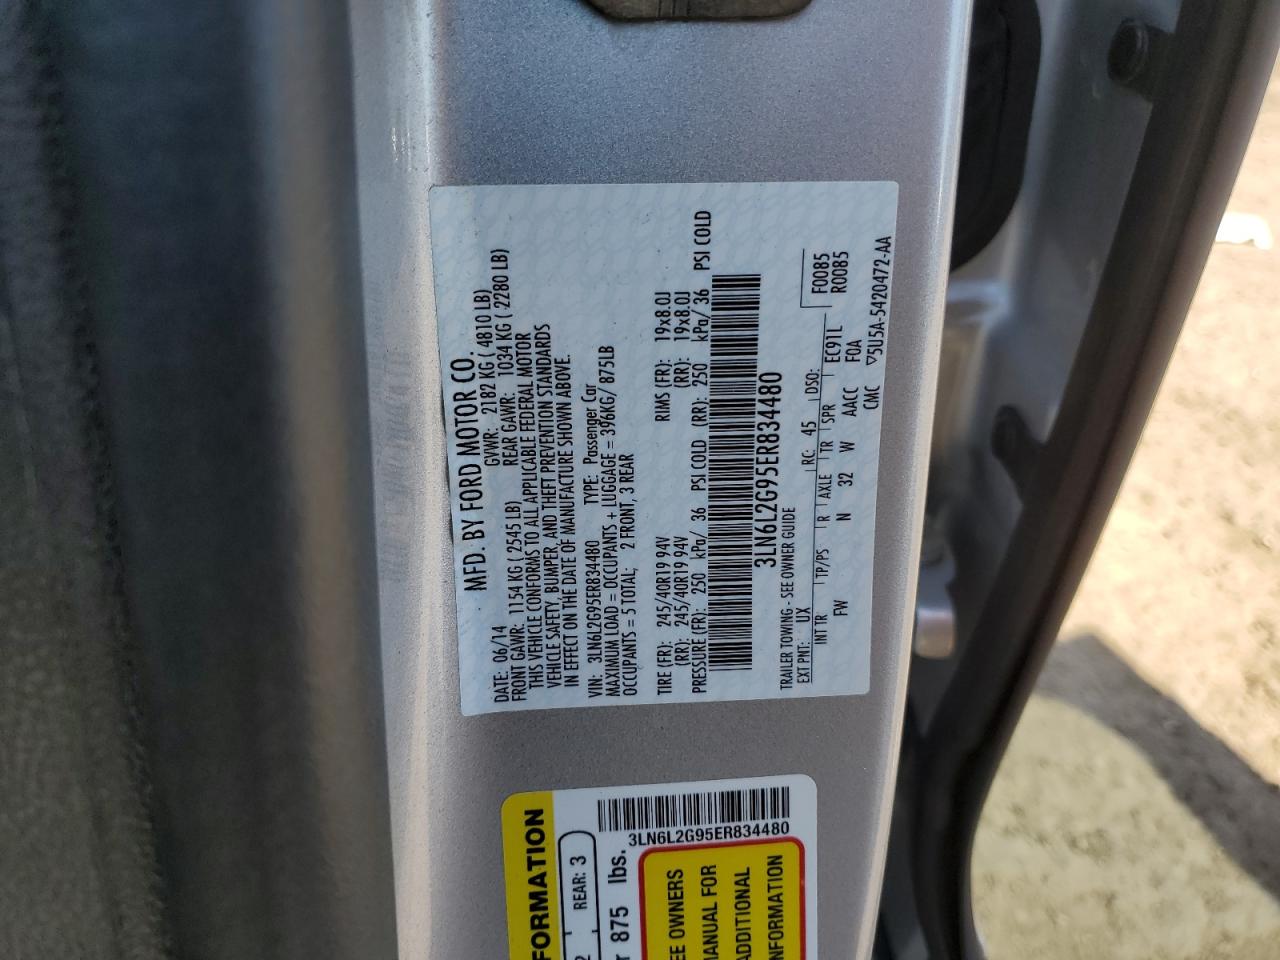 MFD. BY FORD MOTOR CO.
DATE: 06/14 GVWR: 2182 KG ( 4810 LB)
FRONT GAWR: 1154 KG ( 2545 LB) REAR GAWR: 1034 KG ( 2280 LB)
THIS VEHICLE CONFORMS TO ALL APPLICABLE FEDERAL MOTOR
VEHICLE SAFETY, BUMPER, AND THEFT PREVENTION STANDARDS
IN EFFECT ON THE DATE OF MANUFACTURE SHOWN ABOVE.
VIN: 3LN6L2G95ER834480 TYPE: Passenger Car
MAXIMUM LOAD = OCCUPANTS + LUGGAGE = 396KG/ 875LB
OCCUPANTS = 5 TOTAL; 2 FRONT, 3 REAR
TIRE (FR): 245/40R19 94V RIMS (FR): 19x8.0J
(RR): 245/40R19 94V (RR): 19x8.0J
PRESSURE (FR): 250 kPa/ 36 PSI COLD (RR): 250 kPa/ 36 PSI COLD
3LN6L2G95ER834480
TRAILER TOWING - SEE OWNER GUIDE F0085
EXT PNT: UX RC: 45 DSO: R0085
INT TR TP/PS R AXLE TR SPR EC91L
FW N 32 W AACC F0A
CMC ▽5U5A-5420472-AA
FORMATION
REAR: 3
875 lbs.
3LN6L2G95ER834480
EE OWNERS
MANUAL FOR
ADDITIONAL
INFORMATION